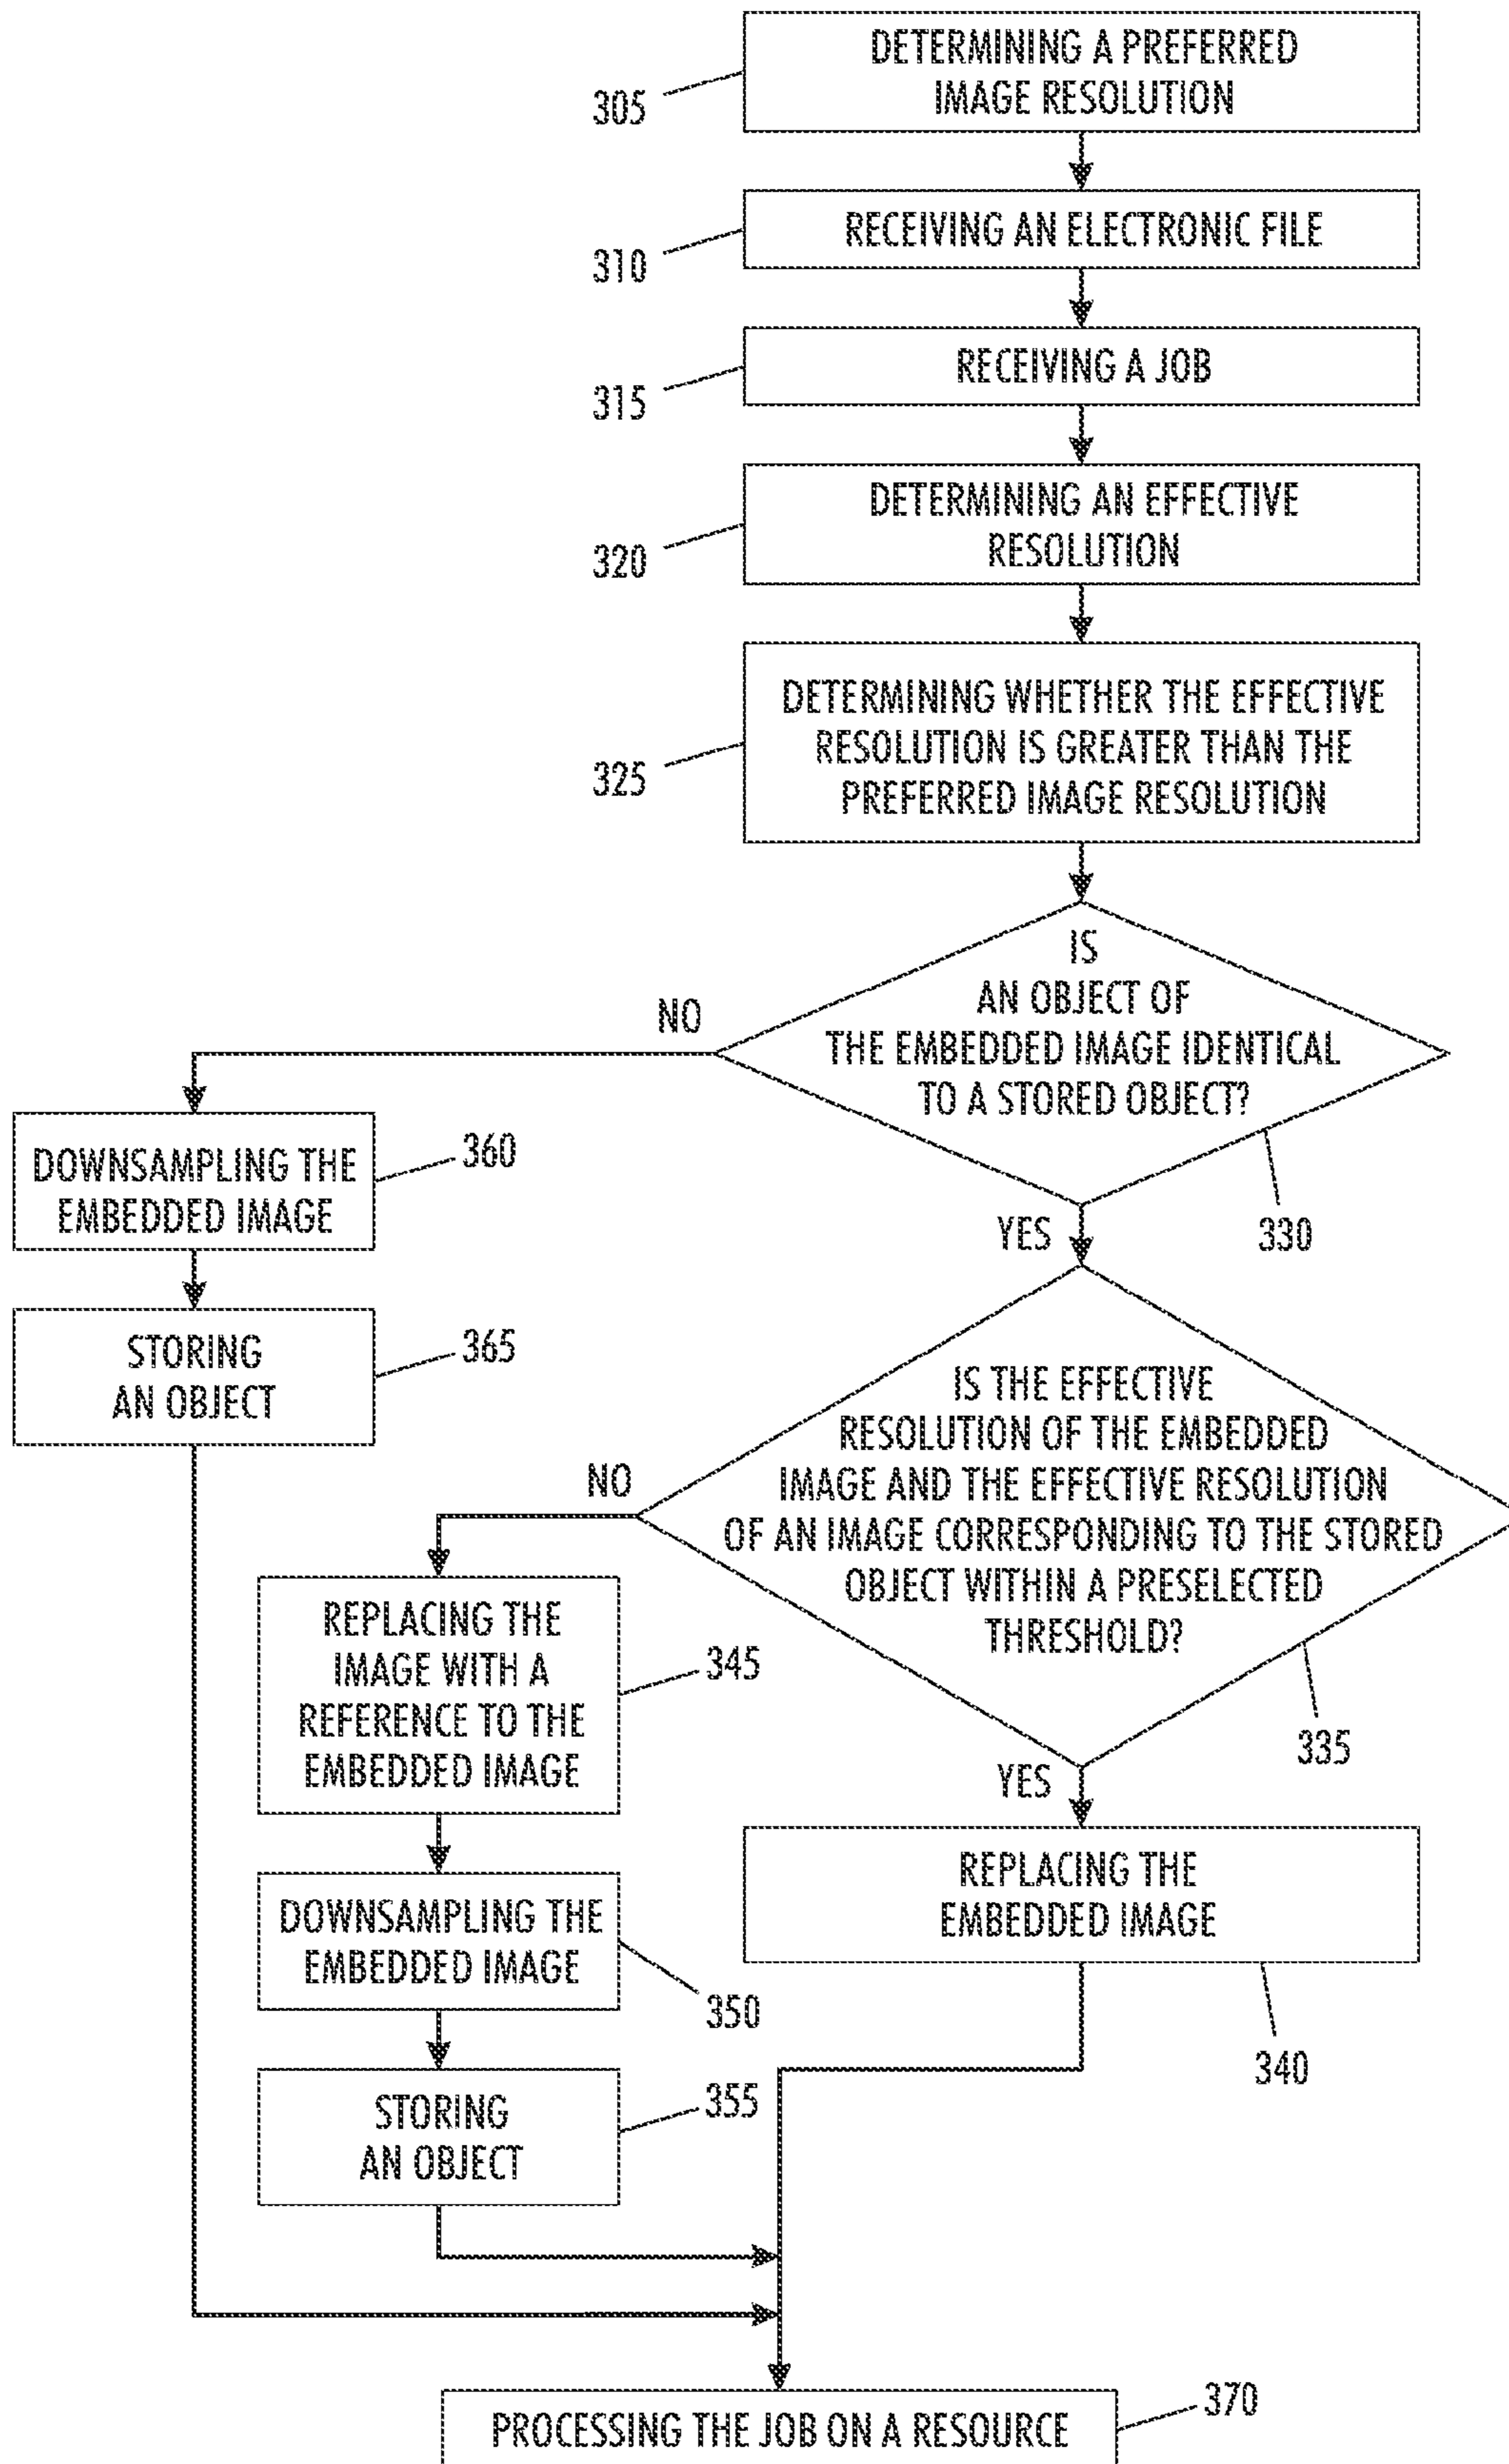 DETERMINING A PREFERRED
IMAGE RESOLUTION
305
RECEIVING AN ELECTRONIC FILE
310
RECEIVING A JOB
315
DETERMINING AN EFFECTIVE
RESOLUTION
320
DETERMINING WHETHER THE EFFECTIVE
RESOLUTION IS GREATER THAN THE
PREFERRED IMAGE RESOLUTION
325
IS
AN OBJECT OF
THE EMBEDDED IMAGE IDENTICAL
TO A STORED OBJECT?
NO
330
YES
DOWNSAMPLING THE
EMBEDDED IMAGE
360
STORING
AN OBJECT
365
IS THE EFFECTIVE
RESOLUTION OF THE EMBEDDED
IMAGE AND THE EFFECTIVE RESOLUTION
OF AN IMAGE CORRESPONDING TO THE STORED
OBJECT WITHIN A PRESELECTED
THRESHOLD?
NO
335
YES
REPLACING THE
IMAGE WITH A
REFERENCE TO THE
EMBEDDED IMAGE
345
DOWNSAMPLING THE
EMBEDDED IMAGE
350
REPLACING THE
EMBEDDED IMAGE
340
STORING
AN OBJECT
355
PROCESSING THE JOB ON A RESOURCE
370